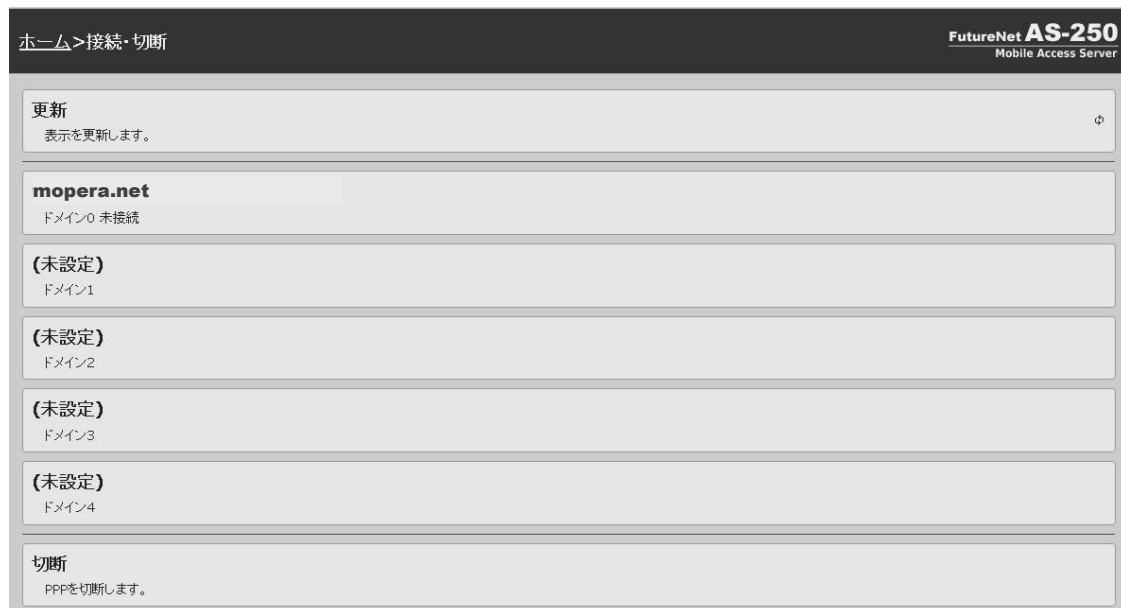 ホーム>接続・切断
FutureNet AS-250
Mobile Access Server
更新
表示を更新します。
mopera.net
ドメイン0 未接続
(未設定)
ドメイン1
(未設定)
ドメイン2
(未設定)
ドメイン3
(未設定)
ドメイン4
切断
PPPを切断します。